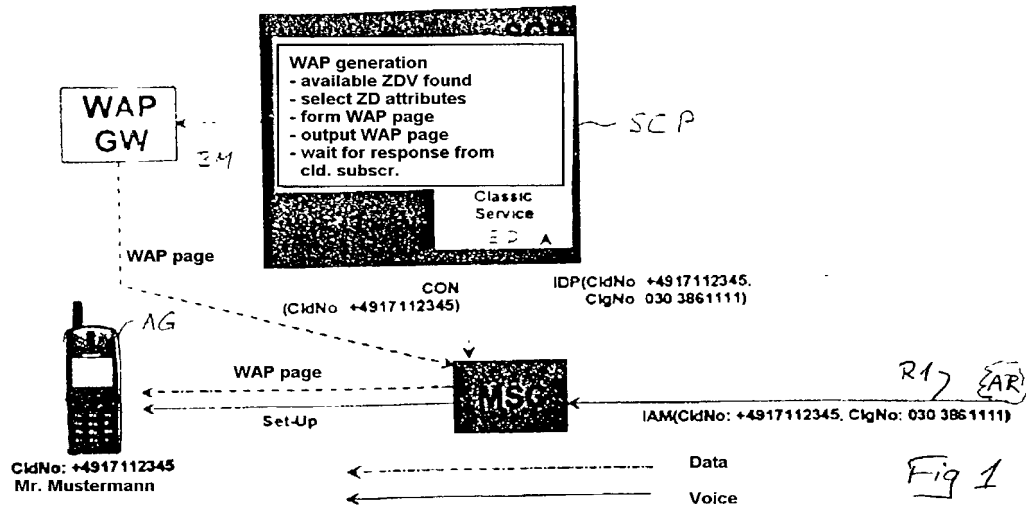 SCP
WAP generation
- available ZDV found
- select ZD attributes
- form WAP page
- output WAP page
- wait for response from
cld. subscr.
WAP
GW
SCP
Classic
Service
WAP page
CON
(CldNo +4917112345)
IDP(CldNo +4917112345.
ClgNo 030 3861111)
AG
WAP page
MSC
R1
AR
Set-Up
IAM(CldNo: +4917112345, ClgNo: 030 3861111)
CldNo: +4917112345
Mr. Mustermann
Data
Voice
Fig 1